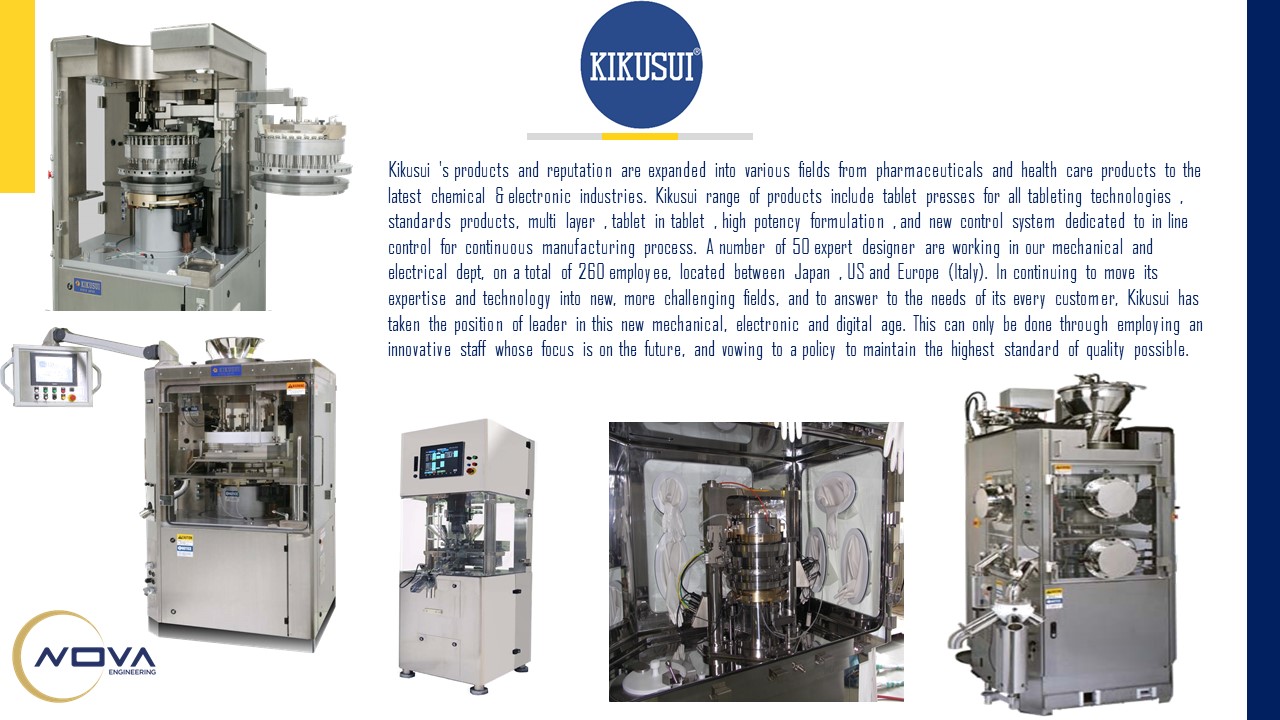 KIKUSUI®
Kikusui 's products and reputation are expanded into various fields from pharmaceuticals and health care products to the
latest chemical & electronic industries. Kikusui range of products include tablet presses for all tableting technologies ,
standards products, multi layer , tablet in tablet , high potency formulation , and new control system dedicated to in line
control for continuous manufacturing process. A number of 50 expert designer are working in our mechanical and
electrical dept, on a total of 260 employee, located between Japan , US and Europe (Italy). In continuing to move its
expertise and technology into new, more challenging fields, and to answer to the needs of its every customer, Kikusui has
taken the position of leader in this new mechanical, electronic and digital age. This can only be done through employing an
innovative staff whose focus is on the future, and vowing to a policy to maintain the highest standard of quality possible.
KIKUSUI
KIKUSUI
NOVA
ENGINEERING